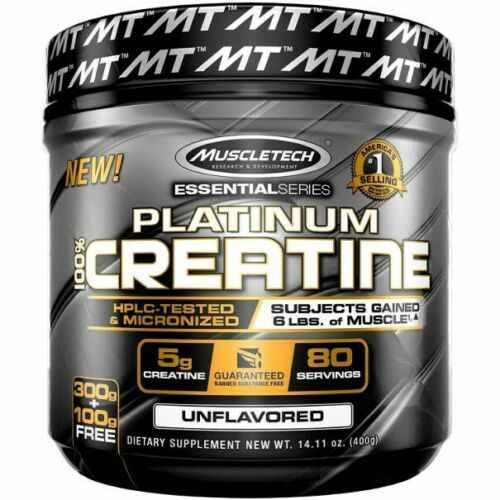 MT MT MT MT MT
MT MT MT MT MT MT
NEW!
MUSCLETECH
RESEARCH & DEVELOPMENT
ESSENTIALSERIES
AMERICA'S
#1
SELLING
PLATINUM
100%
CREATINE
HPLC-TESTED
& MICRONIZED
SUBJECTS GAINED
6 LBS. of MUSCLE¹,▲
5g
CREATINE
GUARANTEED
BANNED SUBSTANCE FREE
80
SERVINGS
300g
+
100g
FREE
UNFLAVORED
DIETARY SUPPLEMENT NEW WT. 14.11 oz. (400g)